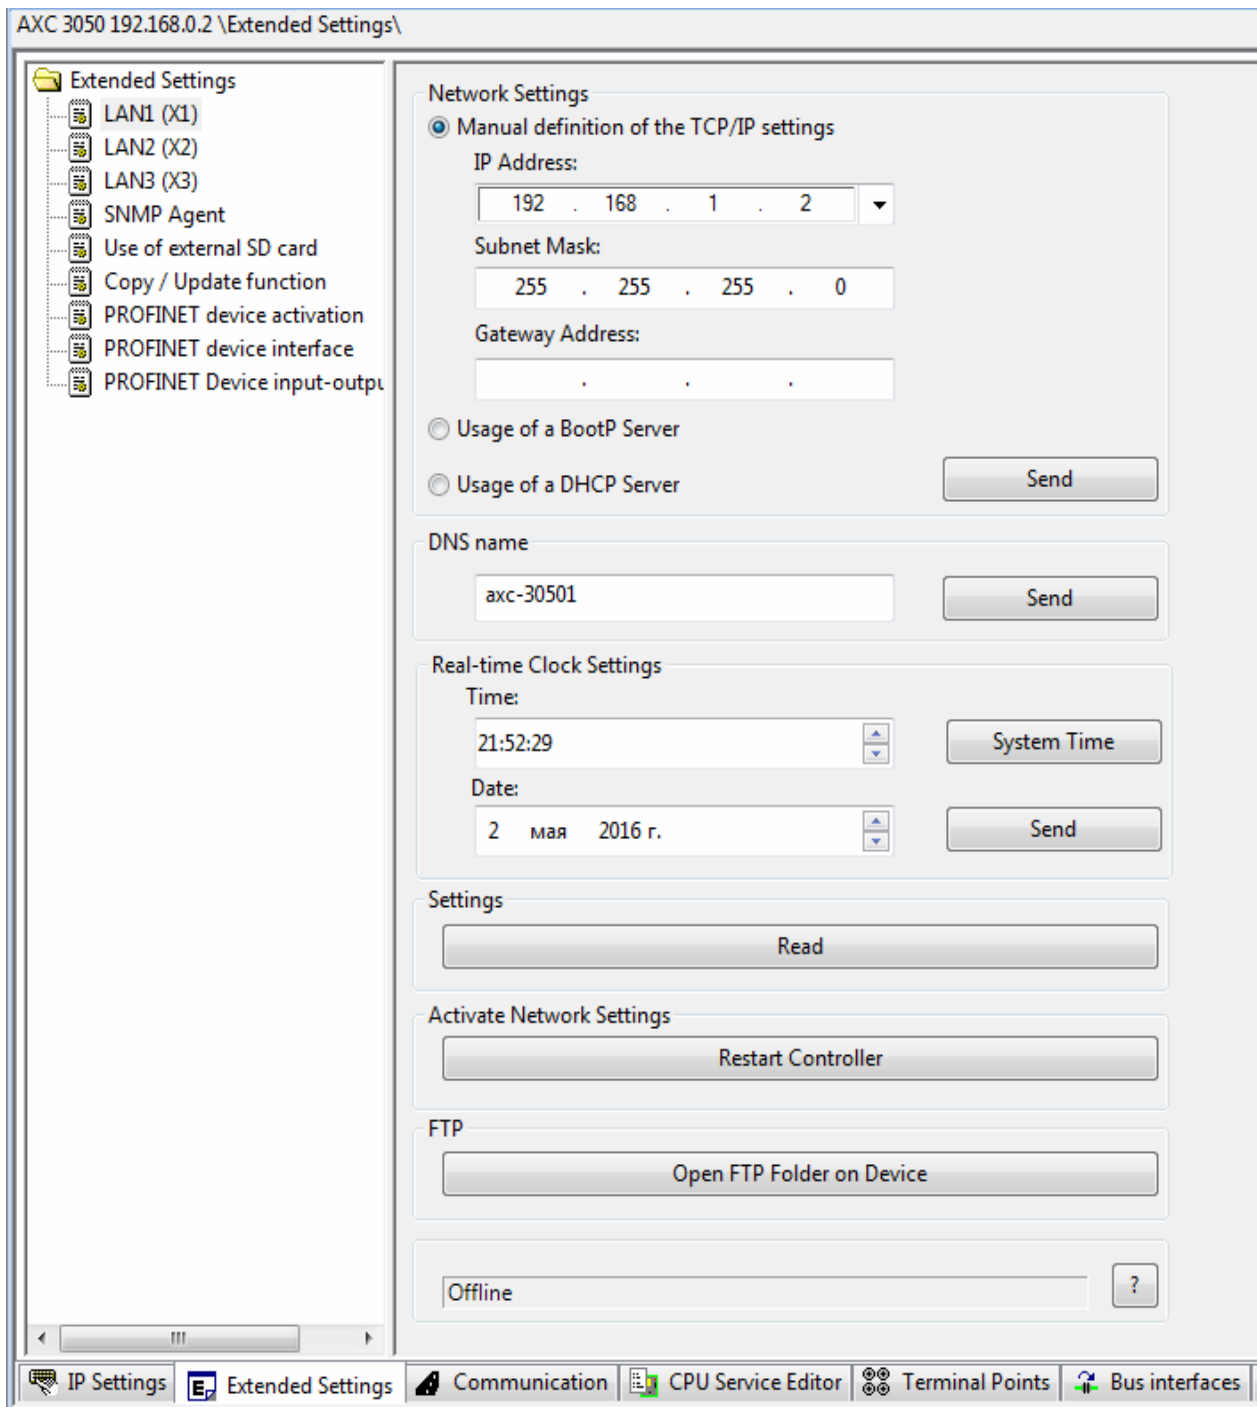 AXC 3050 192.168.0.2 \Extended Settings\
Extended Settings
LAN1 (X1)
LAN2 (X2)
LAN3 (X3)
SNMP Agent
Use of external SD card
Copy / Update function
PROFINET device activation
PROFINET device interface
PROFINET Device input-outpu
Network Settings
Manual definition of the TCP/IP settings
IP Address:
192 . 168 . 1 . 2
Subnet Mask:
255 . 255 . 255 . 0
Gateway Address:
. . .
Usage of a BootP Server
Usage of a DHCP Server
Send
DNS name
axc-30501
Send
Real-time Clock Settings
Time:
21:52:29
System Time
Date:
2 мая 2016 г.
Send
Settings
Read
Activate Network Settings
Restart Controller
FTP
Open FTP Folder on Device
Offline
?
IP Settings
Extended Settings
Communication
CPU Service Editor
Terminal Points
Bus interfaces